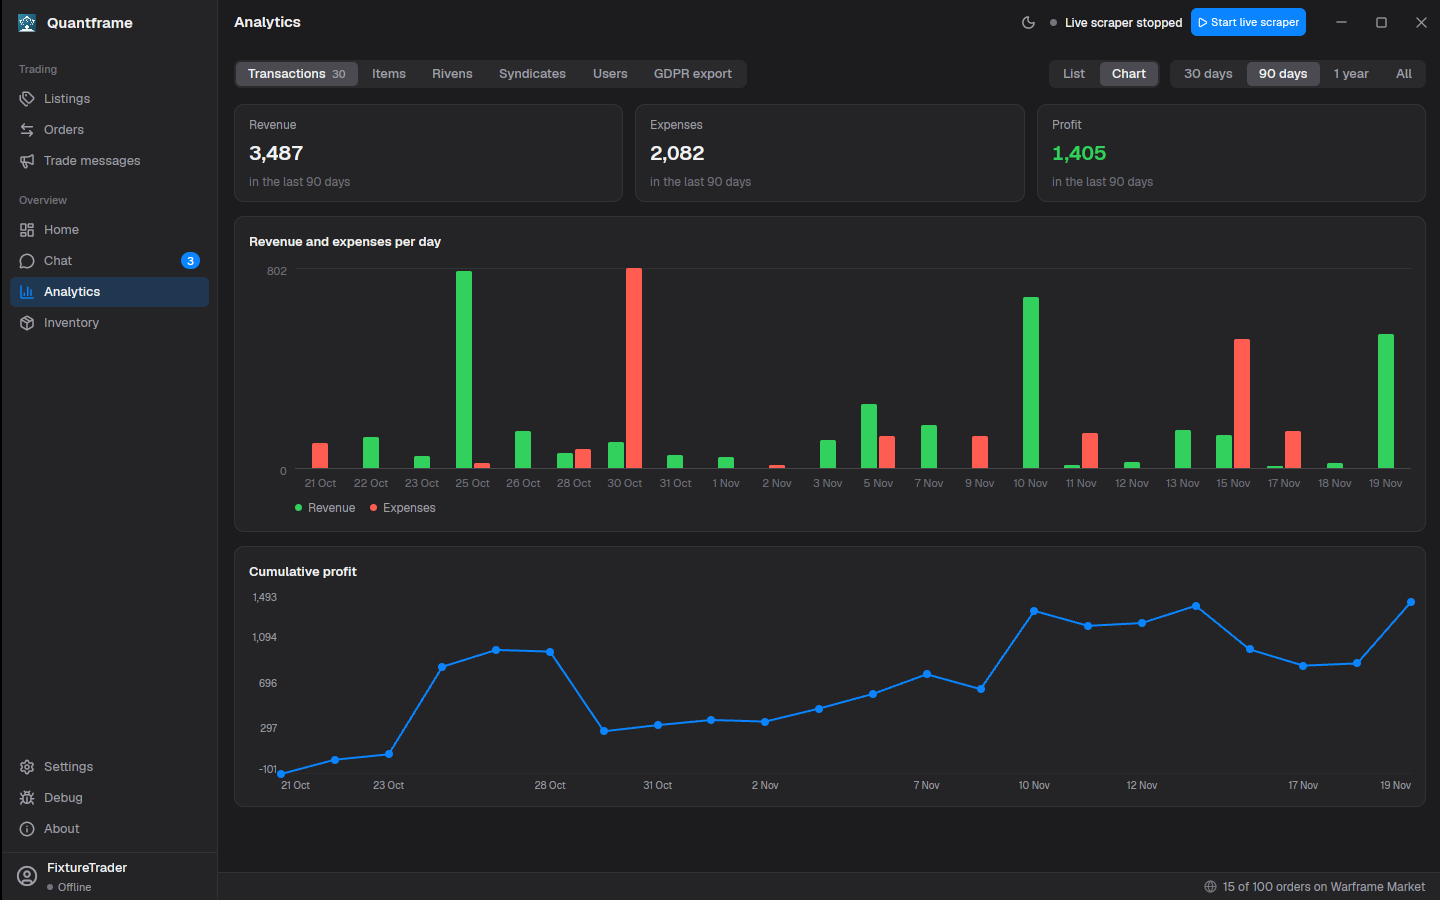 Quantframe
Trading
Listings
Orders
Trade messages
Overview
Home
Chat 3
Analytics
Inventory
Settings
Debug
About
FixtureTrader
Offline
Analytics
Live scraper stopped
Start live scraper
Transactions 30 Items Rivens Syndicates Users GDPR export
List Chart
30 days 90 days 1 year All
Revenue
3,487
in the last 90 days
Expenses
2,082
in the last 90 days
Profit
1,405
in the last 90 days
Revenue and expenses per day
802
0
21 Oct 22 Oct 23 Oct 25 Oct 26 Oct 28 Oct 30 Oct 31 Oct 1 Nov 2 Nov 3 Nov 5 Nov 7 Nov 9 Nov 10 Nov 11 Nov 12 Nov 13 Nov 15 Nov 17 Nov 18 Nov 19 Nov
Revenue Expenses
Cumulative profit
1,493
1,094
696
297
-101
21 Oct 23 Oct 28 Oct 31 Oct 2 Nov 7 Nov 10 Nov 12 Nov 17 Nov 19 Nov
15 of 100 orders on Warframe Market